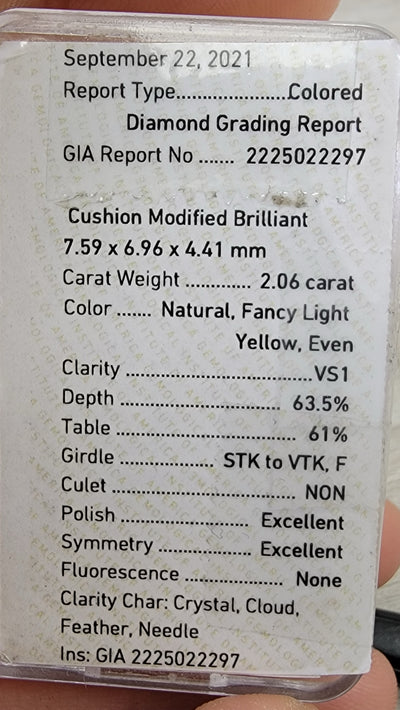 September 22, 2021
Report Type......................Colored
Diamond Grading Report
GIA Report No ....... 2225022297
Cushion Modified Brilliant
7.59 x 6.96 x 4.41 mm
Carat Weight ............. 2.06 carat
Color ....... Natural, Fancy Light
Yellow, Even
Clarity .....................................VS1
Depth ............................... 63.5%
Table .................................... 61%
Girdle ............. STK to VTK, F
Culet ................................... NON
Polish ......................... Excellent
Symmetry .................. Excellent
Fluorescence .................... None
Clarity Char: Crystal, Cloud,
Feather, Needle
Ins: GIA 2225022297